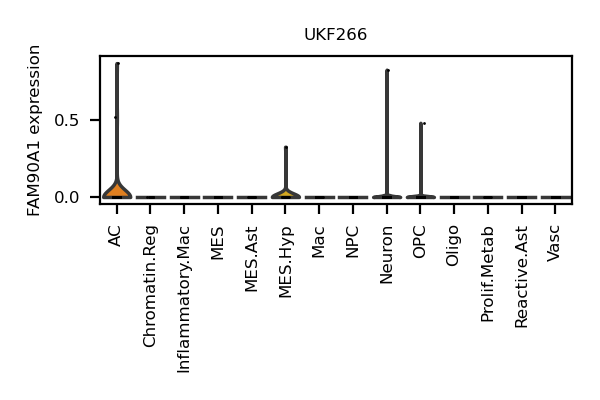 UKF266
FAM90A1 expression
0.5
0.0
AC
Chromatin.Reg
Inflammatory.Mac
MES
MES.Ast
MES.Hyp
Mac
NPC
Neuron
OPC
Oligo
Prolif.Metab
Reactive.Ast
Vasc